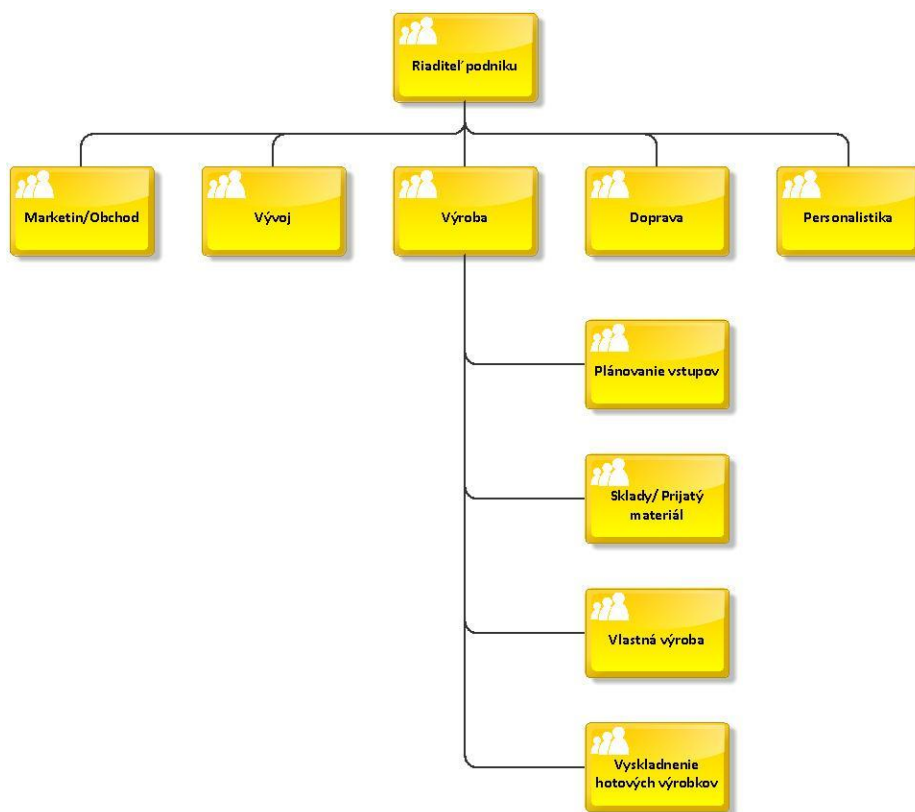 Riaditeľ podniku
Marketin/Obchod
Vývoj
Výroba
Doprava
Personalistika
Plánovanie vstupov
Sklady/ Prijatý
materiál
Vlastná výroba
Vyskladnenie
hotových výrobkov